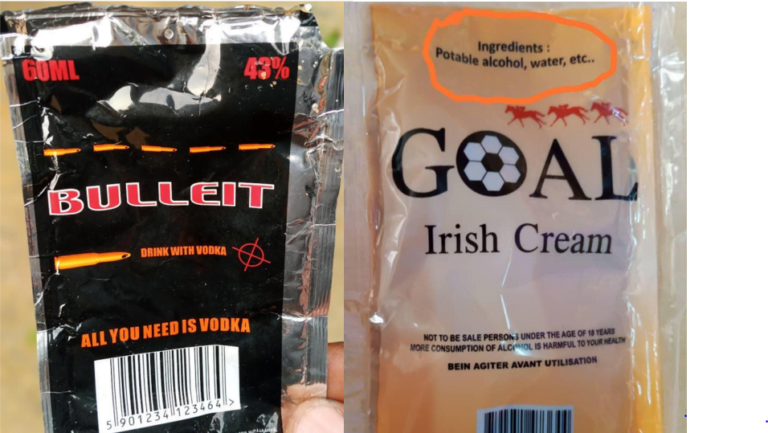 60ML 43%
BULLEIT
DRINK WITH VODKA
ALL YOU NEED IS VODKA
5 901234 123464 >
Ingredients :
Potable alcohol, water, etc..
GOAL
Irish Cream
NOT TO BE SALE PERSONS UNDER THE AGE OF 18 YEARS
MORE CONSUMPTION OF ALCOHOL IS HARMFUL TO YOUR HEALTH
BEIN AGITER AVANT UTILISATION